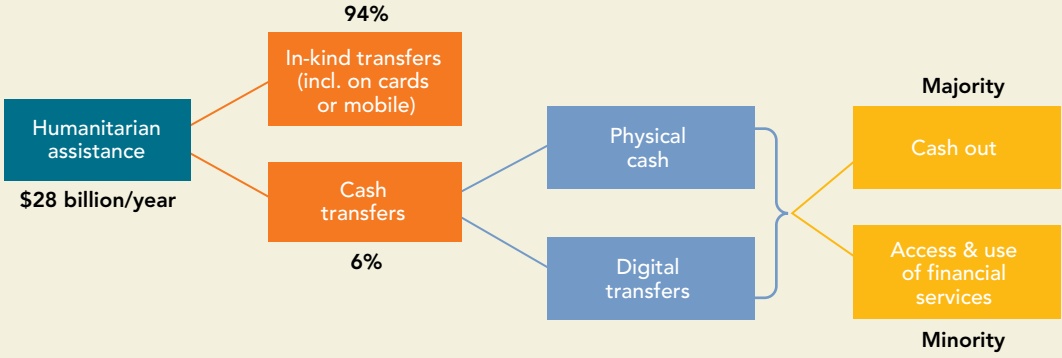 94%
In-kind transfers
(incl. on cards
or mobile)
Humanitarian
assistance
$28 billion/year
Cash
transfers
6%
Physical
cash
Digital
transfers
Majority
Cash out
Access & use
of financial
services
Minority